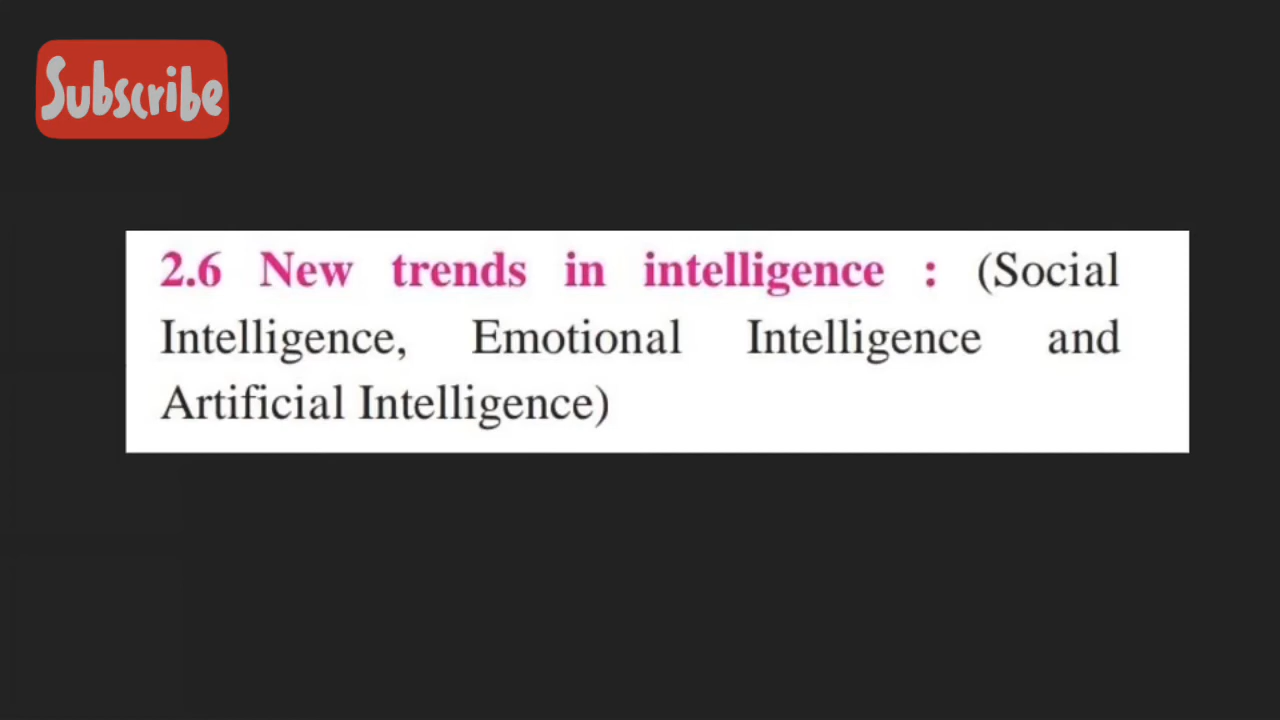 Subscribe
2.6 New trends in intelligence : (Social
Intelligence, Emotional Intelligence and
Artificial Intelligence)